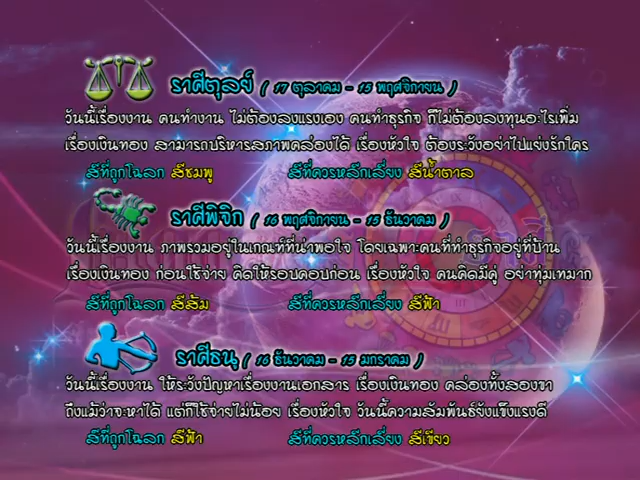 ราศีตุลย์ ( 17 ตุลาคม - 15 พฤศจิกายน )
วันนี้เรื่องงาน คนทำงาน ไม่ต้องลงแรงเอง คนทำธุรกิจ ก็ไม่ต้องลงทุนอะไรเพิ่ม
เรื่องเงินทอง สามารถบริหารสภาพคล่องได้ เรื่องหัวใจ ต้องระวังอย่าไปแย่งรักใคร
สีที่ถูกโฉลก สีชมพู สีที่ควรหลีกเลี่ยง สีน้ำตาล
ราศีพิจิก ( 16 พฤศจิกายน - 15 ธันวาคม )
วันนี้เรื่องงาน ภาพรวมอยู่ในเกณฑ์ที่น่าพอใจ โดยเฉพาะคนที่ทำธุรกิจอยู่ที่บ้าน
เรื่องเงินทอง ก่อนใช้จ่าย คิดให้รอบคอบก่อน เรื่องหัวใจ คนคิดมีคู่ อย่าทุ่มเทมาก
สีที่ถูกโฉลก สีส้ม สีที่ควรหลีกเลี่ยง สีฟ้า
ราศีธนู ( 16 ธันวาคม - 15 มกราคม )
วันนี้เรื่องงาน ให้ระวังปัญหาเรื่องงานเอกสาร เรื่องเงินทอง คล่องทั้งสองขา
ถึงแม้ว่าจะหาได้ แต่ก็ใช้จ่ายไม่น้อย เรื่องหัวใจ วันนี้ความสัมพันธ์ยังแข็งแรงดี
สีที่ถูกโฉลก สีฟ้า สีที่ควรหลีกเลี่ยง สีเขียว